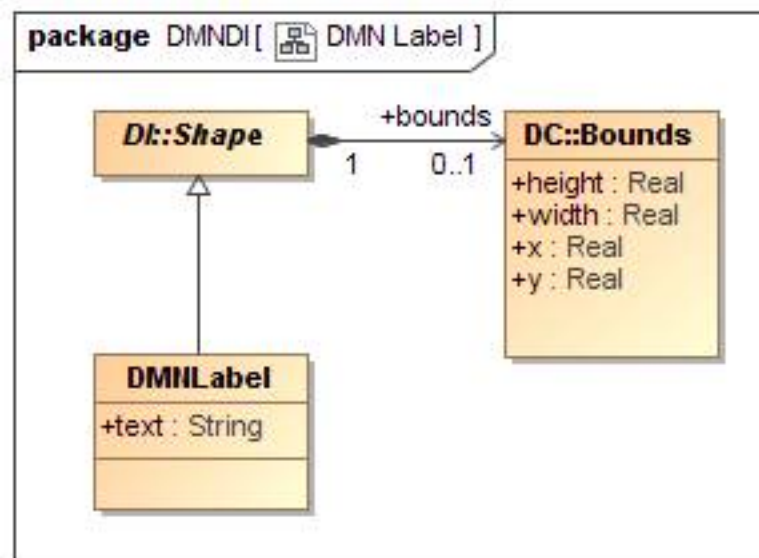 package DMNDI[ DMN Label ]
DI::Shape
+bounds
1
0..1
DC::Bounds
+height : Real
+width : Real
+x : Real
+y : Real
DMNLabel
+text : String